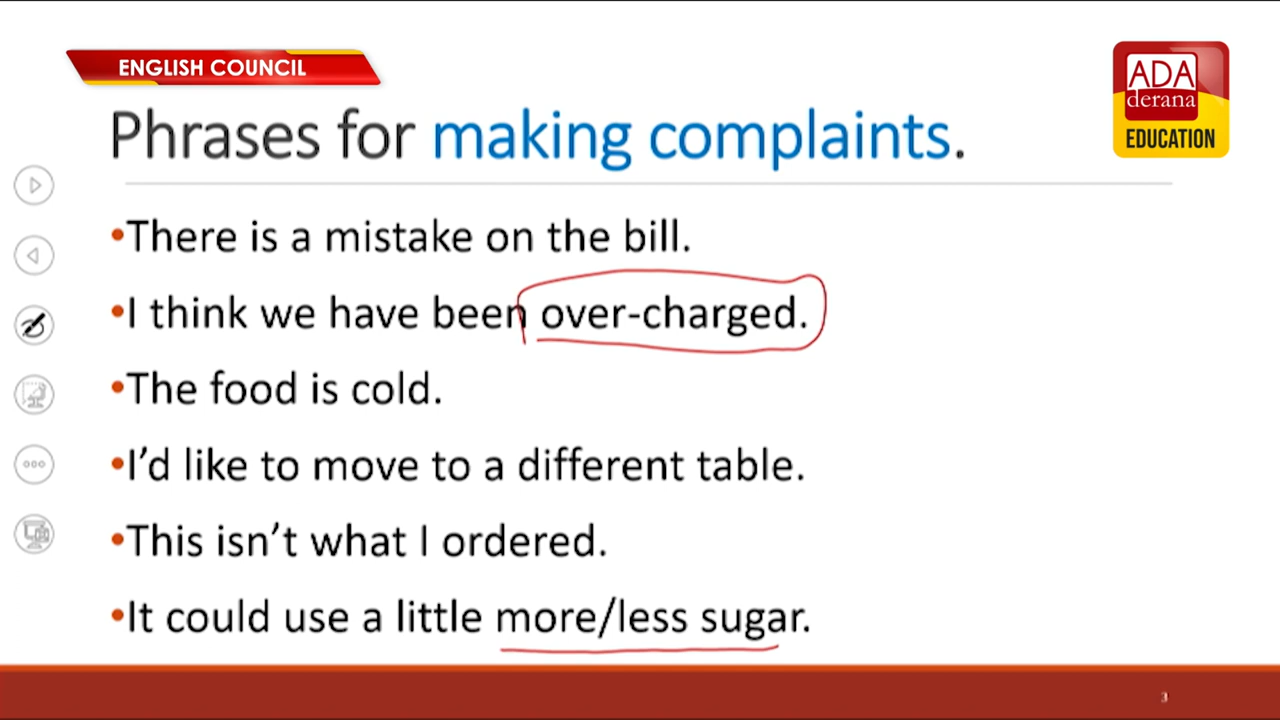 ENGLISH COUNCIL
ADA
derana
EDUCATION
Phrases for making complaints.
•There is a mistake on the bill.
•I think we have been over-charged.
•The food is cold.
•I’d like to move to a different table.
•This isn’t what I ordered.
•It could use a little more/less sugar.
3